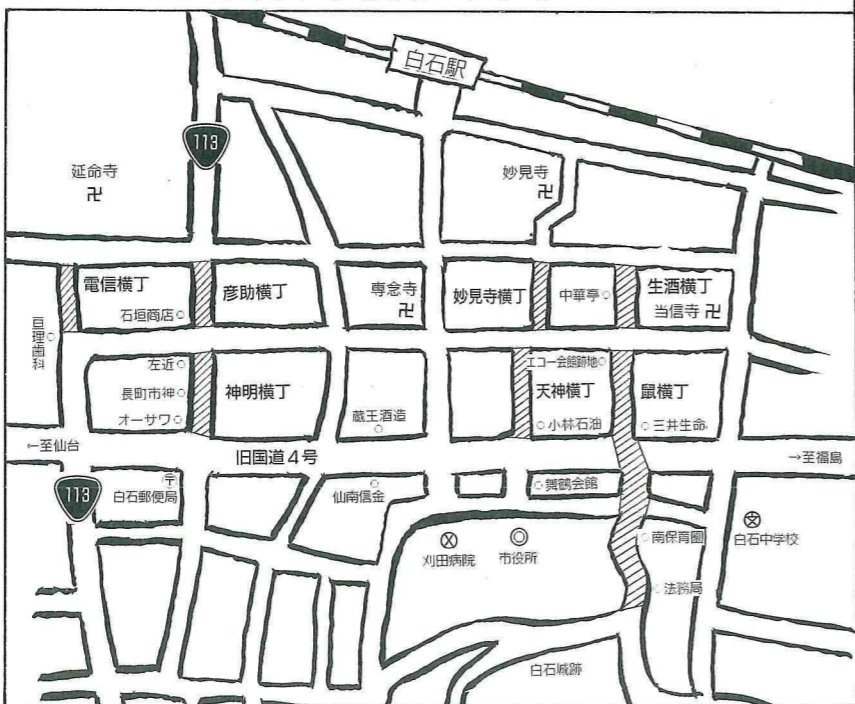 白石駅
113
延命寺
卍
妙見寺
卍
電信横丁
石垣商店
彦助横丁
専念寺
卍
妙見寺横丁
中華亭
生酒横丁
当信寺 卍
亘理歯科
左近
長町市神
オーサワ
神明横丁
蔵王酒造
エコー会館跡地
天神横丁
小林石油
鼠横丁
三井生命
←至仙台
旧国道4号
→至福島
113
〒
白石郵便局
仙南信金
舞鶴会館
刈田病院
市役所
南保育園
文
白石中学校
法務局
白石城跡